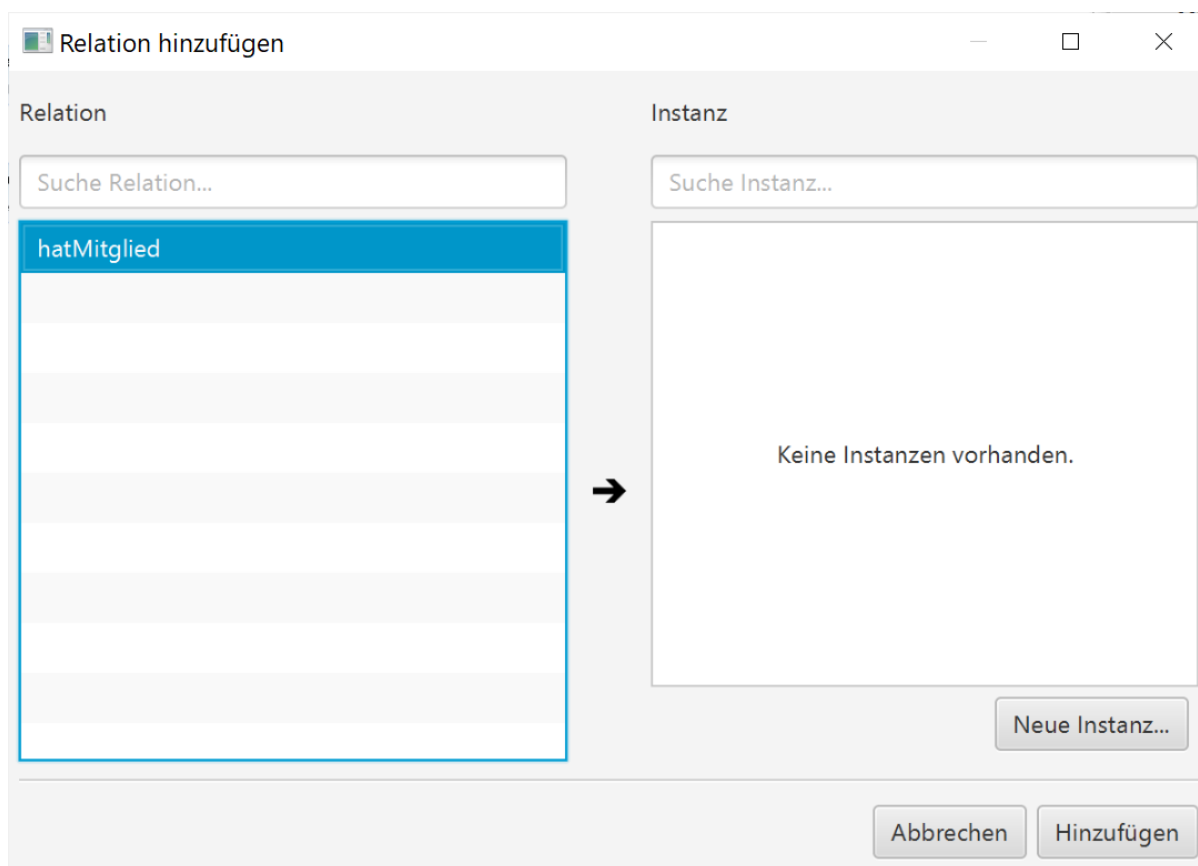 Relation hinzufügen
Relation
Instanz
Suche Relation...
Suche Instanz...
hatMitglied
Keine Instanzen vorhanden.
➔
Neue Instanz...
Abbrechen
Hinzufügen